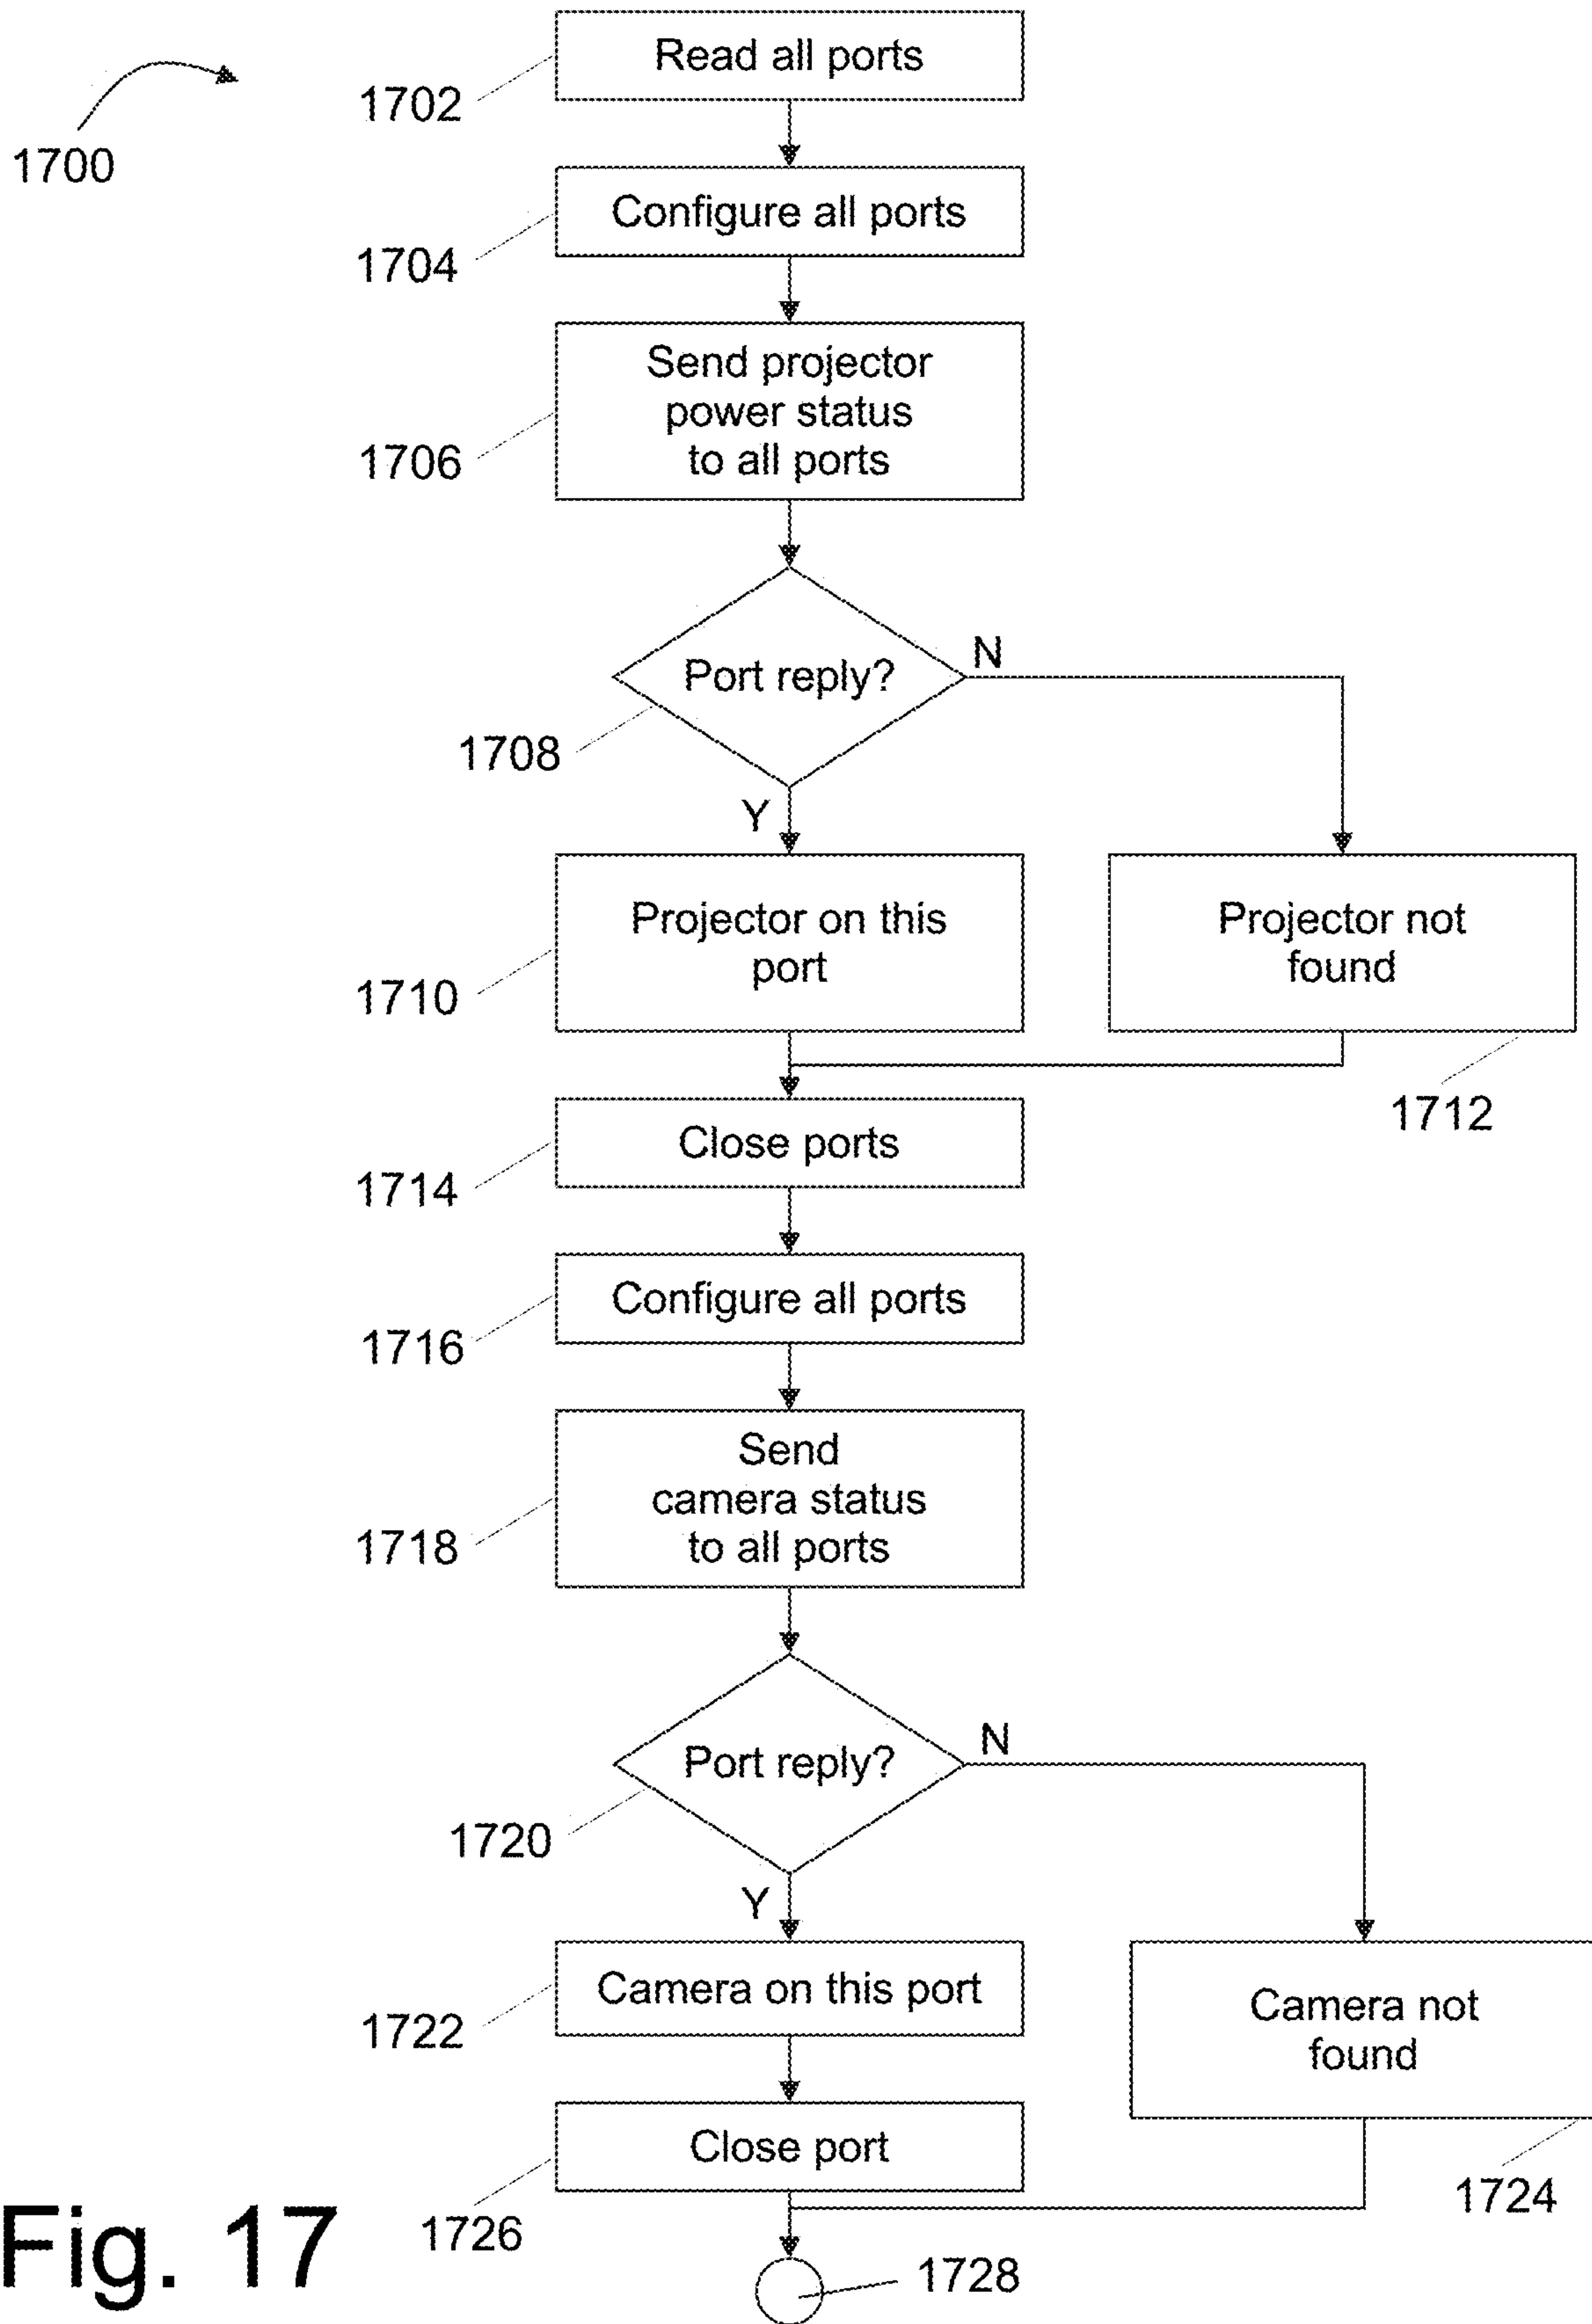 Read all ports
1702
1700
Configure all ports
1704
Send projector
power status
to all ports
1706
Port reply?
N
1708
Y
Projector on this
port
1710
Projector not
found
1712
Close ports
1714
Configure all ports
1716
Send
camera status
to all ports
1718
Port reply?
N
1720
Y
Camera on this port
1722
Camera not
found
1724
Close port
1726
1728
Fig. 17